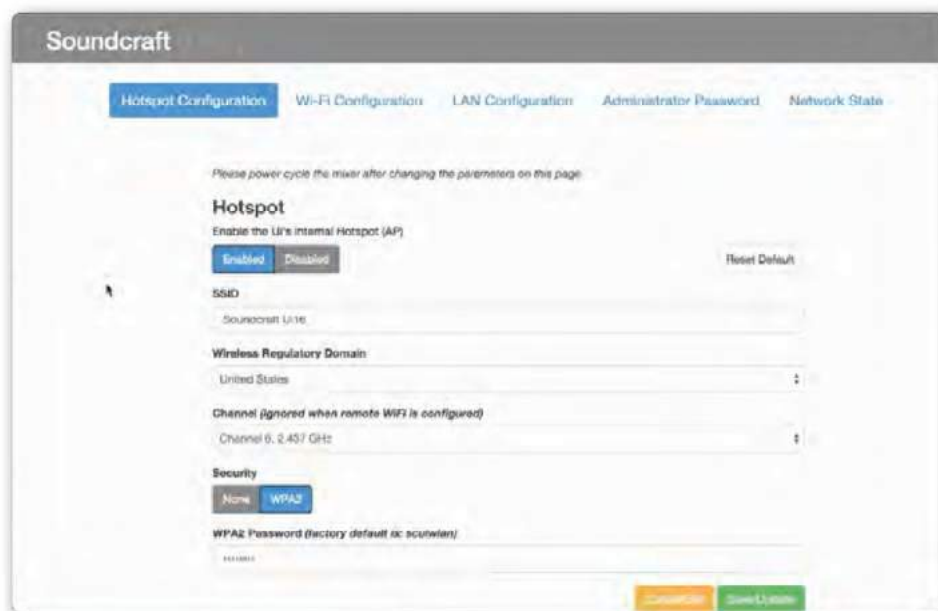 Soundcraft
Hotspot Configuration Wi-Fi Configuration LAN Configuration Administrator Password Network State
Please power cycle the mixer after changing the parameters on this page.
Hotspot
Enable the Ui's internal Hotspot (AP)
Enabled Disabled Reset Default
SSID
Soundcraft Ui16
Wireless Regulatory Domain
United States
Channel (ignored when remote WiFi is configured)
Channel 6, 2.437 GHz
Security
None WPA2
WPA2 Password (factory default is: scuiwlan)
Save/Update